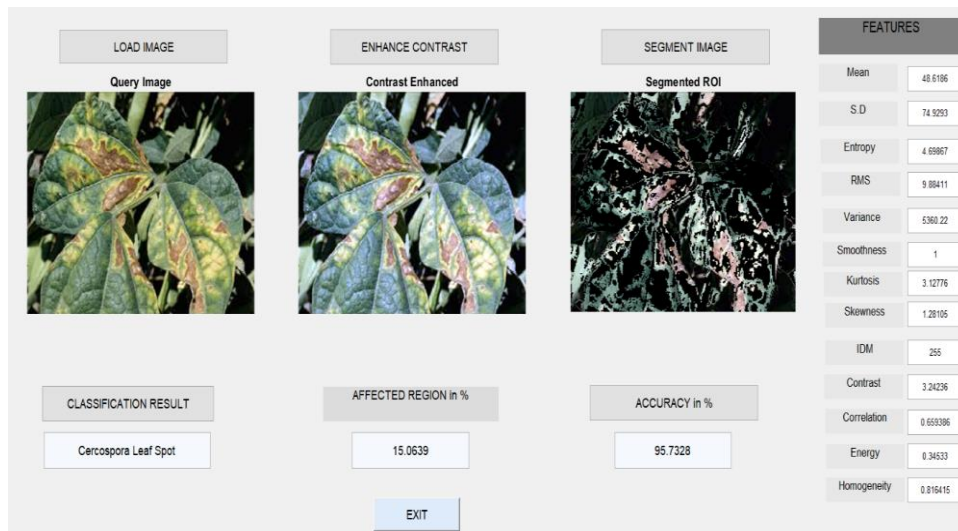 LOAD IMAGE
ENHANCE CONTRAST
SEGMENT IMAGE
Query Image
Contrast Enhanced
Segmented ROI
CLASSIFICATION RESULT
AFFECTED REGION in %
ACCURACY in %
Cercospora Leaf Spot
15.0639
95.7328
EXIT
FEATURES
Mean 48.6186
S.D 74.9293
Entropy 4.69867
RMS 9.88411
Variance 5360.22
Smoothness 1
Kurtosis 3.12776
Skewness 1.28105
IDM 255
Contrast 3.24236
Correlation 0.659386
Energy 0.34533
Homogeneity 0.816415